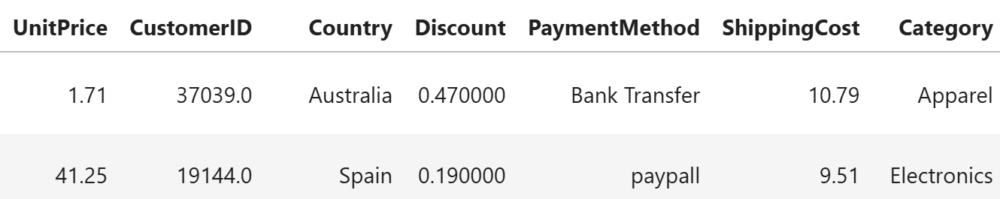 UnitPrice CustomerID Country Discount PaymentMethod ShippingCost Category
1.71 37039.0 Australia 0.470000 Bank Transfer 10.79 Apparel
41.25 19144.0 Spain 0.190000 paypall 9.51 Electronics